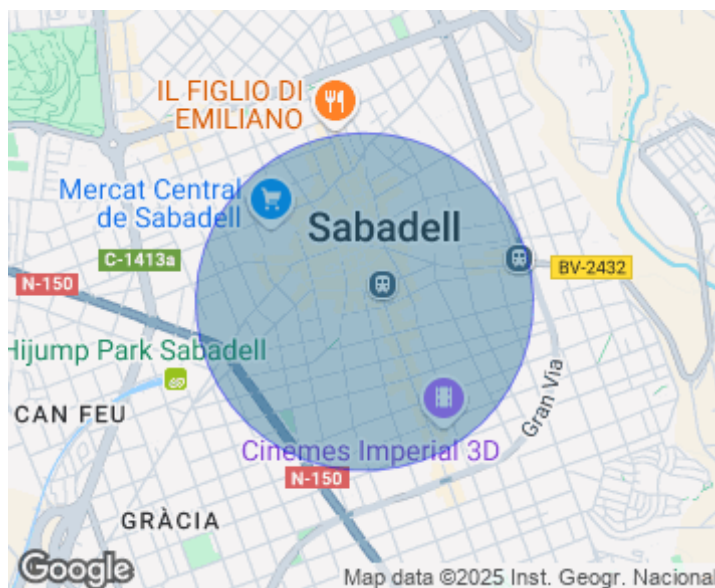 IL FIGLIO DI
EMILIANO
Mercat Central
de Sabadell
Sabadell
C-1413a
BV-2432
N-150
Hijump Park Sabadell
CAN FEU
Gran Via
Cinemes Imperial 3D
N-150
GRÀCIA
Google
Map data ©2025 Inst. Geogr. Nacional